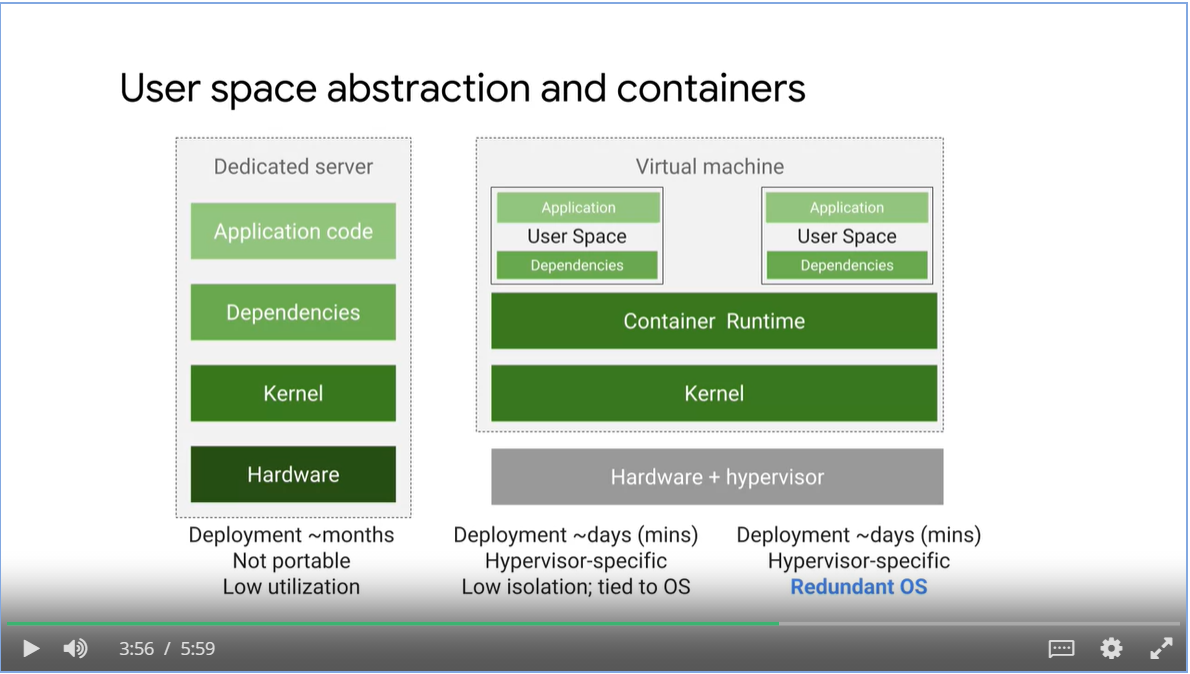 User space abstraction and containers
Dedicated server
Application code
Dependencies
Kernel
Hardware
Deployment ~months
Not portable
Low utilization
Virtual machine
Application
User Space
Dependencies
Application
User Space
Dependencies
Container Runtime
Kernel
Hardware + hypervisor
Deployment ~days (mins)
Hypervisor-specific
Low isolation; tied to OS
Deployment ~days (mins)
Hypervisor-specific
Redundant OS
3:56 / 5:59